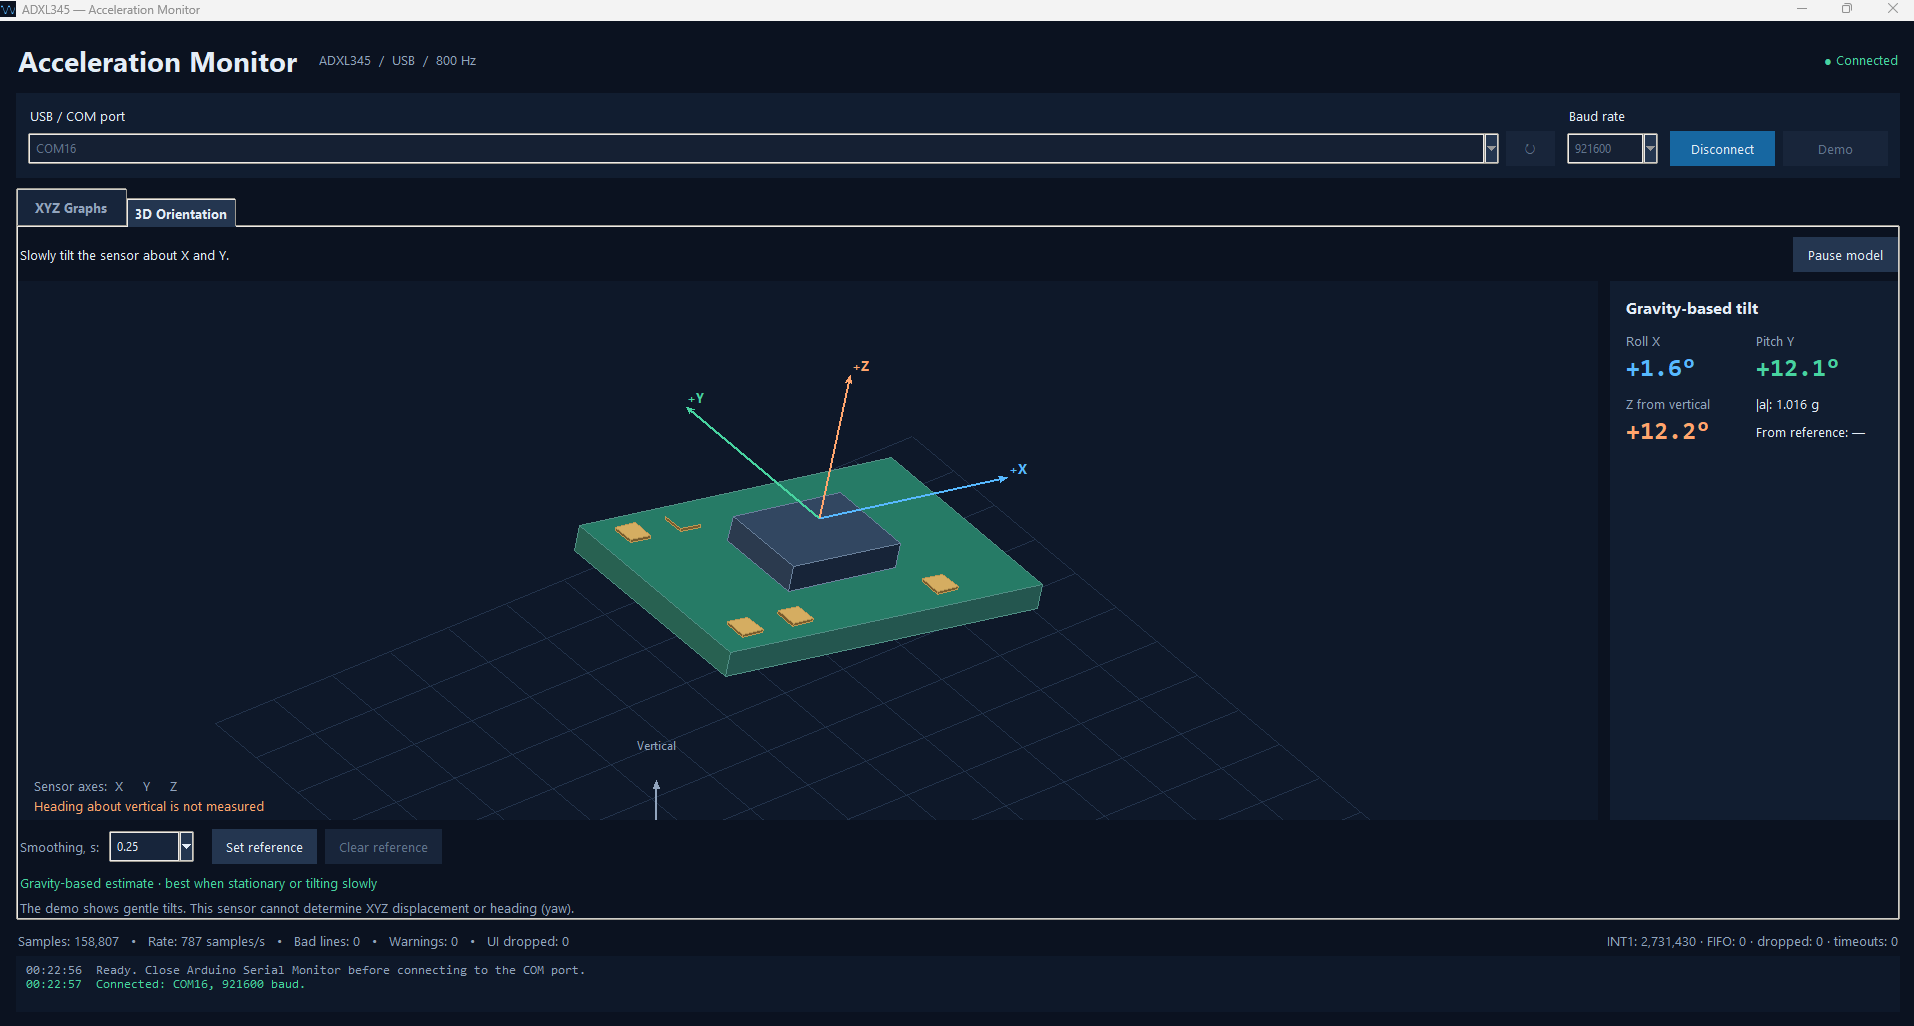 ADXL345 — Acceleration Monitor
Acceleration Monitor ADXL345 / USB / 800 Hz
● Connected
USB / COM port
Baud rate
COM16
921600
Disconnect
Demo
XYZ Graphs
3D Orientation
Slowly tilt the sensor about X and Y.
Pause model
+Z
+Y
+X
Vertical
Sensor axes: X Y Z
Heading about vertical is not measured
Gravity-based tilt
Roll X Pitch Y
+1.6° +12.1°
Z from vertical |a|: 1.016 g
+12.2° From reference: —
Smoothing, s: 0.25 Set reference Clear reference
Gravity-based estimate · best when stationary or tilting slowly
The demo shows gentle tilts. This sensor cannot determine XYZ displacement or heading (yaw).
Samples: 158,807 • Rate: 787 samples/s • Bad lines: 0 • Warnings: 0 • UI dropped: 0
INT1: 2,731,430 · FIFO: 0 · dropped: 0 · timeouts: 0
00:22:56 Ready. Close Arduino Serial Monitor before connecting to the COM port.
00:22:57 Connected: COM16, 921600 baud.